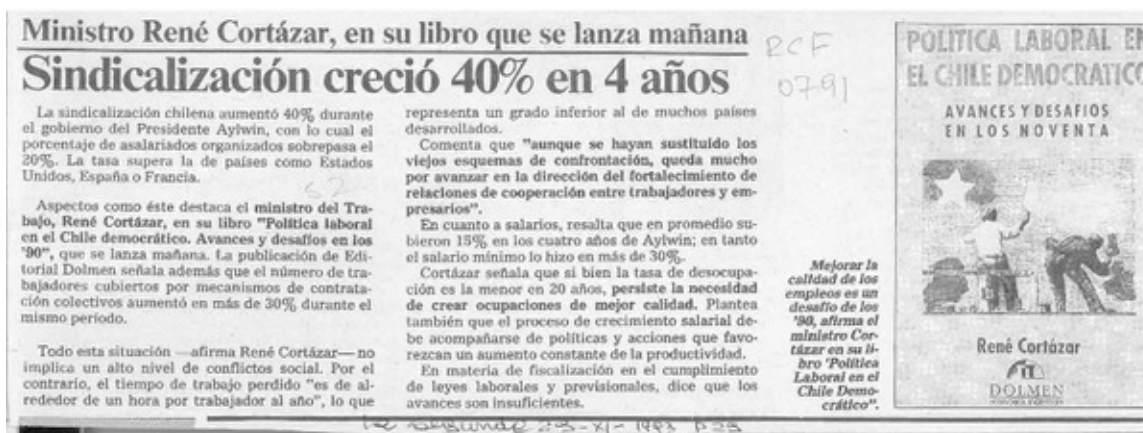 Ministro René Cortázar, en su libro que se lanza mañana
Sindicalización creció 40% en 4 años
RCF
0791
La sindicalización chilena aumentó 40% durante
el gobierno del Presidente Aylwin, con lo cual el
porcentaje de asalariados organizados sobrepasa el
20%. La tasa supera la de países como Estados
Unidos, España o Francia.
52
Aspectos como éste destaca el ministro del Tra-
bajo, René Cortázar, en su libro "Política laboral
en el Chile democrático. Avances y desafíos en los
'90", que se lanza mañana. La publicación de Edi-
torial Dolmen señala además que el número de tra-
bajadores cubiertos por mecanismos de contrata-
ción colectivos aumentó en más de 30% durante el
mismo período.
Todo esta situación —afirma René Cortázar— no
implica un alto nivel de conflictos social. Por el
contrario, el tiempo de trabajo perdido "es de al-
rededor de un hora por trabajador al año", lo que
representa un grado inferior al de muchos países
desarrollados.
Comenta que "aunque se hayan sustituido los
viejos esquemas de confrontación, queda mucho
por avanzar en la dirección del fortalecimiento de
relaciones de cooperación entre trabajadores y em-
presarios".
En cuanto a salarios, resalta que en promedio su-
bieron 15% en los cuatro años de Aylwin; en tanto
el salario mínimo lo hizo en más de 30%.
Cortázar señala que si bien la tasa de desocupa-
ción es la menor en 20 años, persiste la necesidad
de crear ocupaciones de mejor calidad. Plantea
también que el proceso de crecimiento salarial de-
be acompañarse de políticas y acciones que favo-
rezcan un aumento constante de la productividad.
En materia de fiscalización en el cumplimiento
de leyes laborales y previsionales, dice que los
avances son insuficientes.
Mejorar la
calidad de los
empleos es un
desafío de los
'90, afirma el
ministro Cor-
tázar en su li-
bro "Política
Laboral en el
Chile Demo-
crático".
POLITICA LABORAL EN
EL CHILE DEMOCRATICO
AVANCES Y DESAFIOS
EN LOS NOVENTA
René Cortázar
DOLMEN
La Segunda 29-XI-1993 p 29